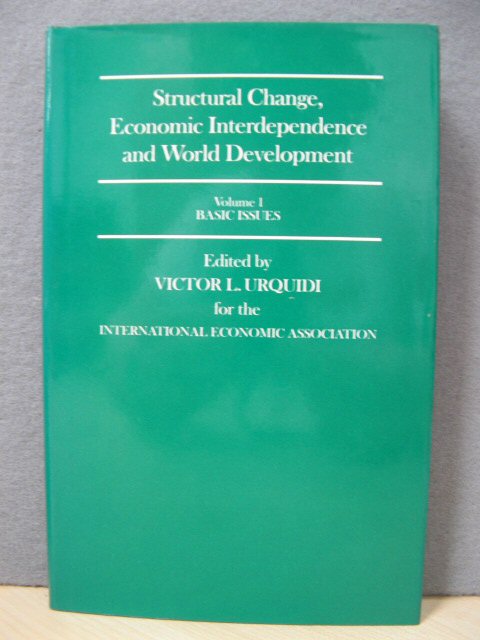 Structural Change,
Economic Interdependence
and World Development
Volume 1
BASIC ISSUES
Edited by
VICTOR L. URQUIDI
for the
INTERNATIONAL ECONOMIC ASSOCIATION